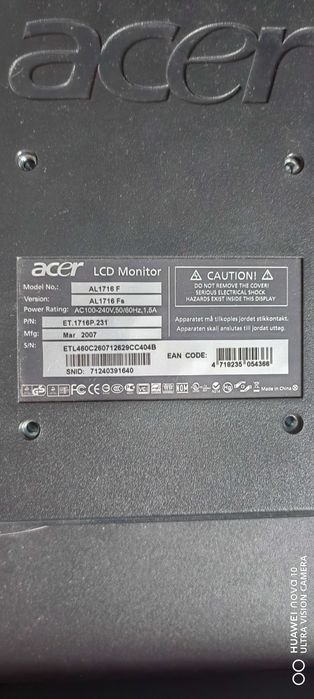 acer
acer LCD Monitor
Model No.: AL1716 F
Version: AL1716 Fs
Power Rating: AC100-240V,50/60Hz,1.5A
P/N: ET.1716P.231
Mfg: Mar 2007
S/N: ETL460C260712629CC404B
SNID: 71240391640
CAUTION!
DO NOT REMOVE THE COVER!
SERIOUS ELECTRICAL SHOCK
HAZARDS EXIST INSIDE THIS DISPLAY
Apparatet må tilkoples jordet stikkontakt.
Apparaten skall anslutas till jordat uttag.
EAN CODE:
4 718235 054366
Made in China
HUAWEI nova 10
ULTRA VISION CAMERA